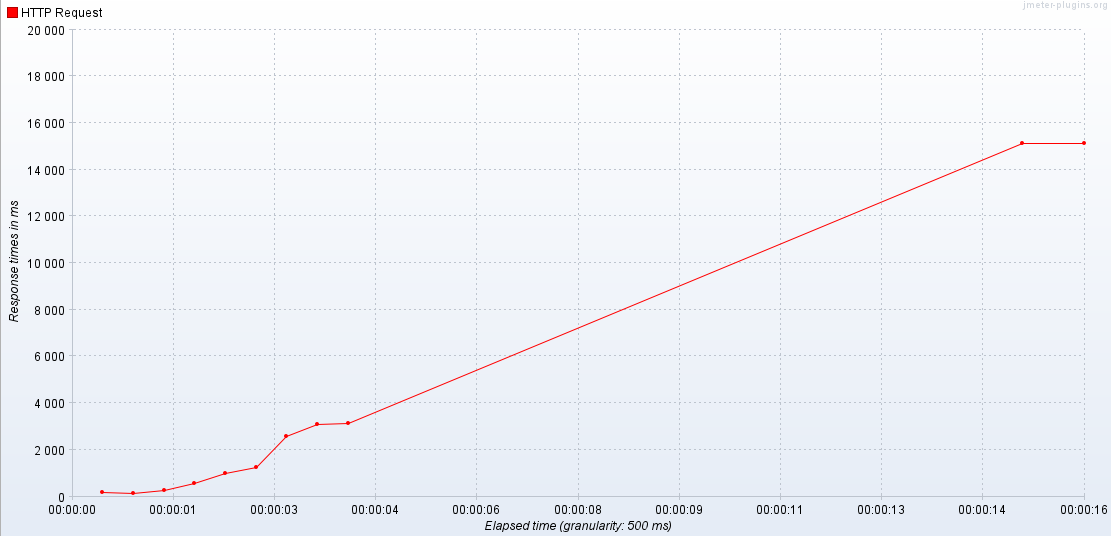 jmeter-plugins.org
HTTP Request
20 000
18 000
16 000
14 000
12 000
10 000
8 000
6 000
4 000
2 000
0
Response times in ms
00:00:00 00:00:01 00:00:03 00:00:04 00:00:06 00:00:08 00:00:09 00:00:11 00:00:13 00:00:14 00:00:16
Elapsed time (granularity: 500 ms)